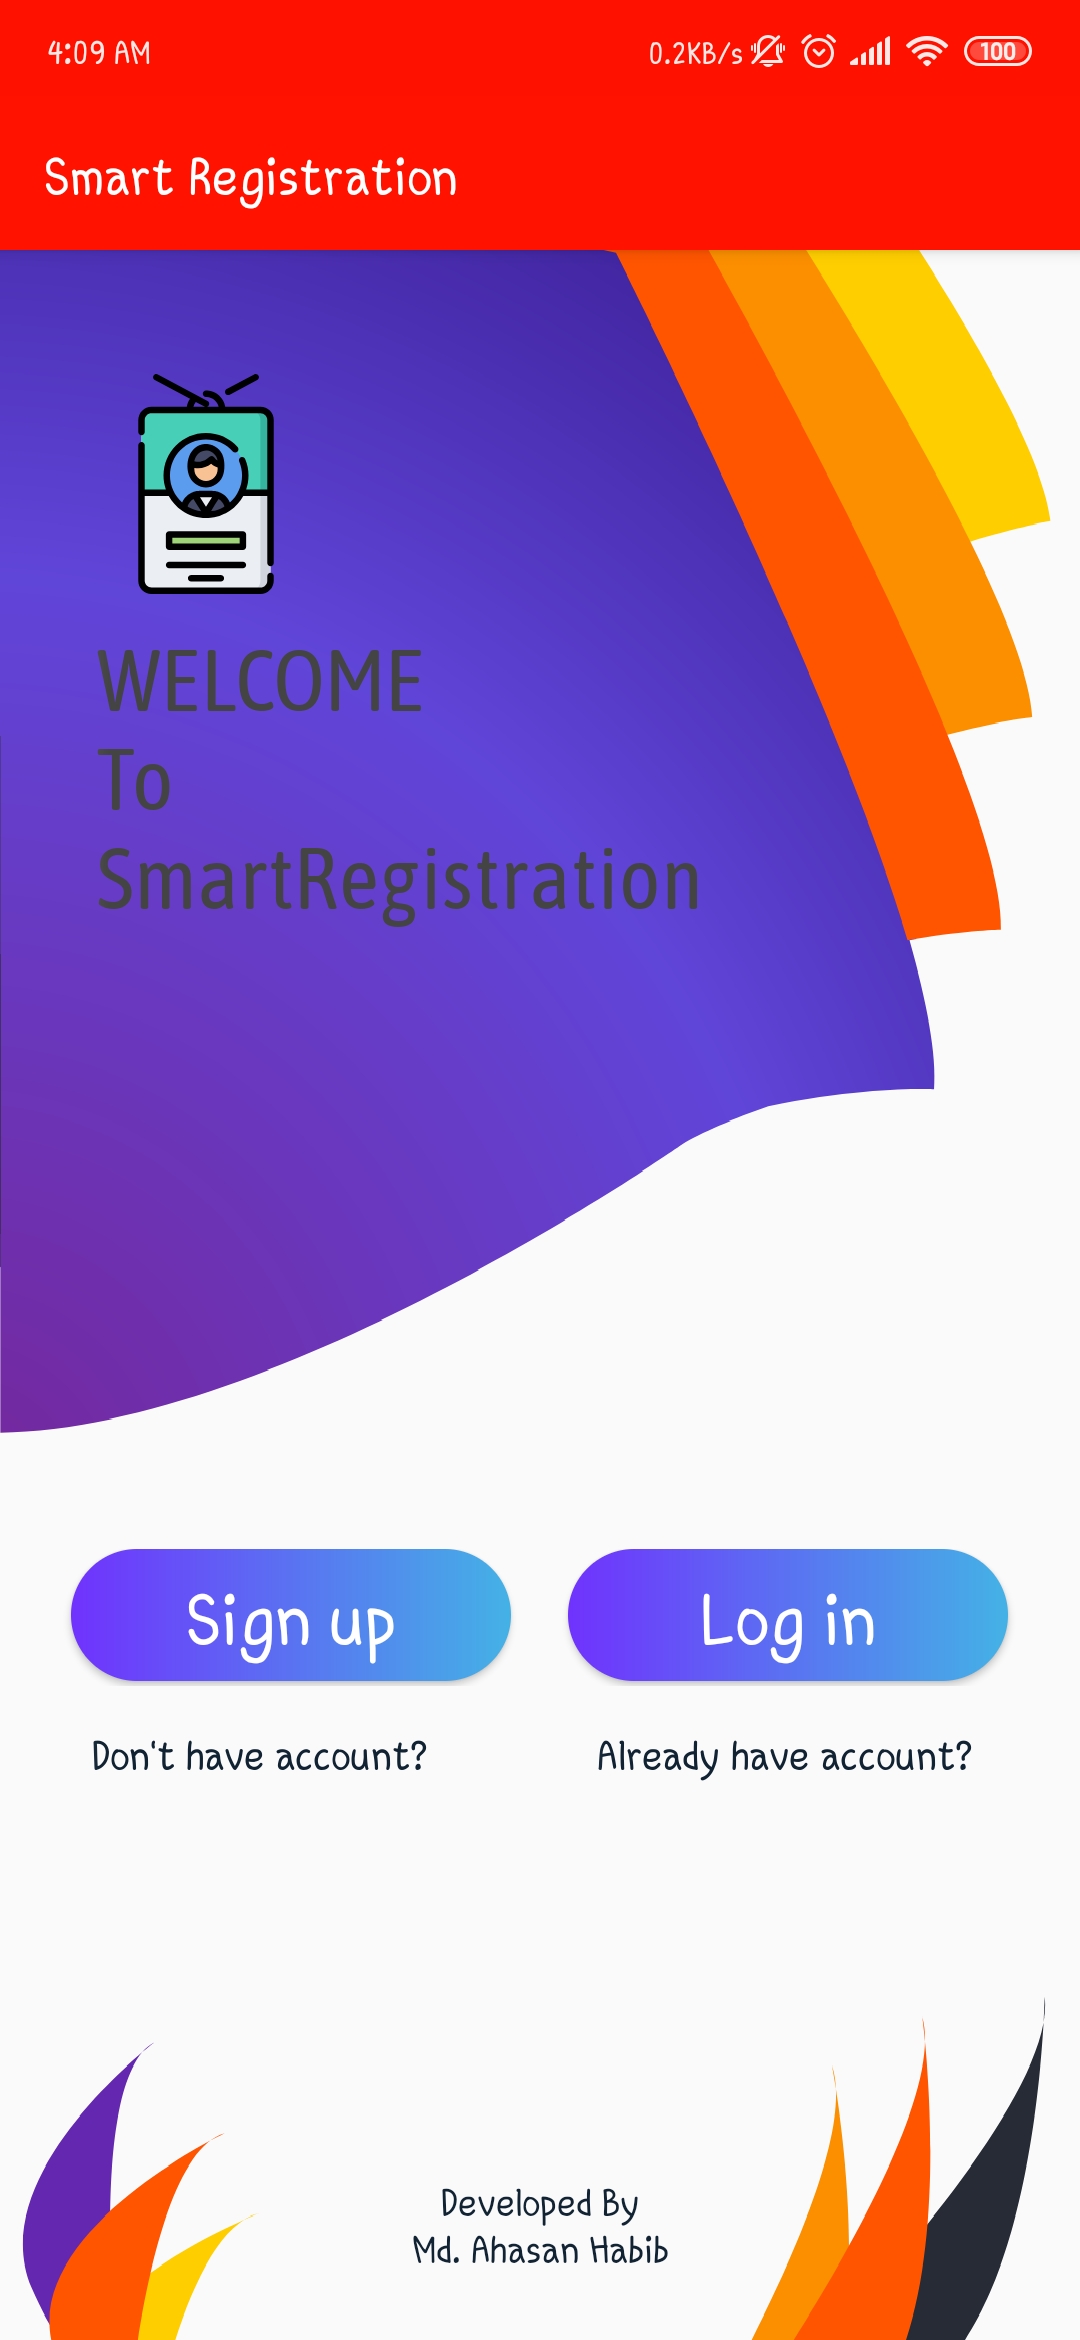 4:09 AM 0.2KB/s 100
Smart Registration
WELCOME
To
SmartRegistration
Sign up Log in
Don't have account? Already have account?
Developed By
Md. Ahasan Habib